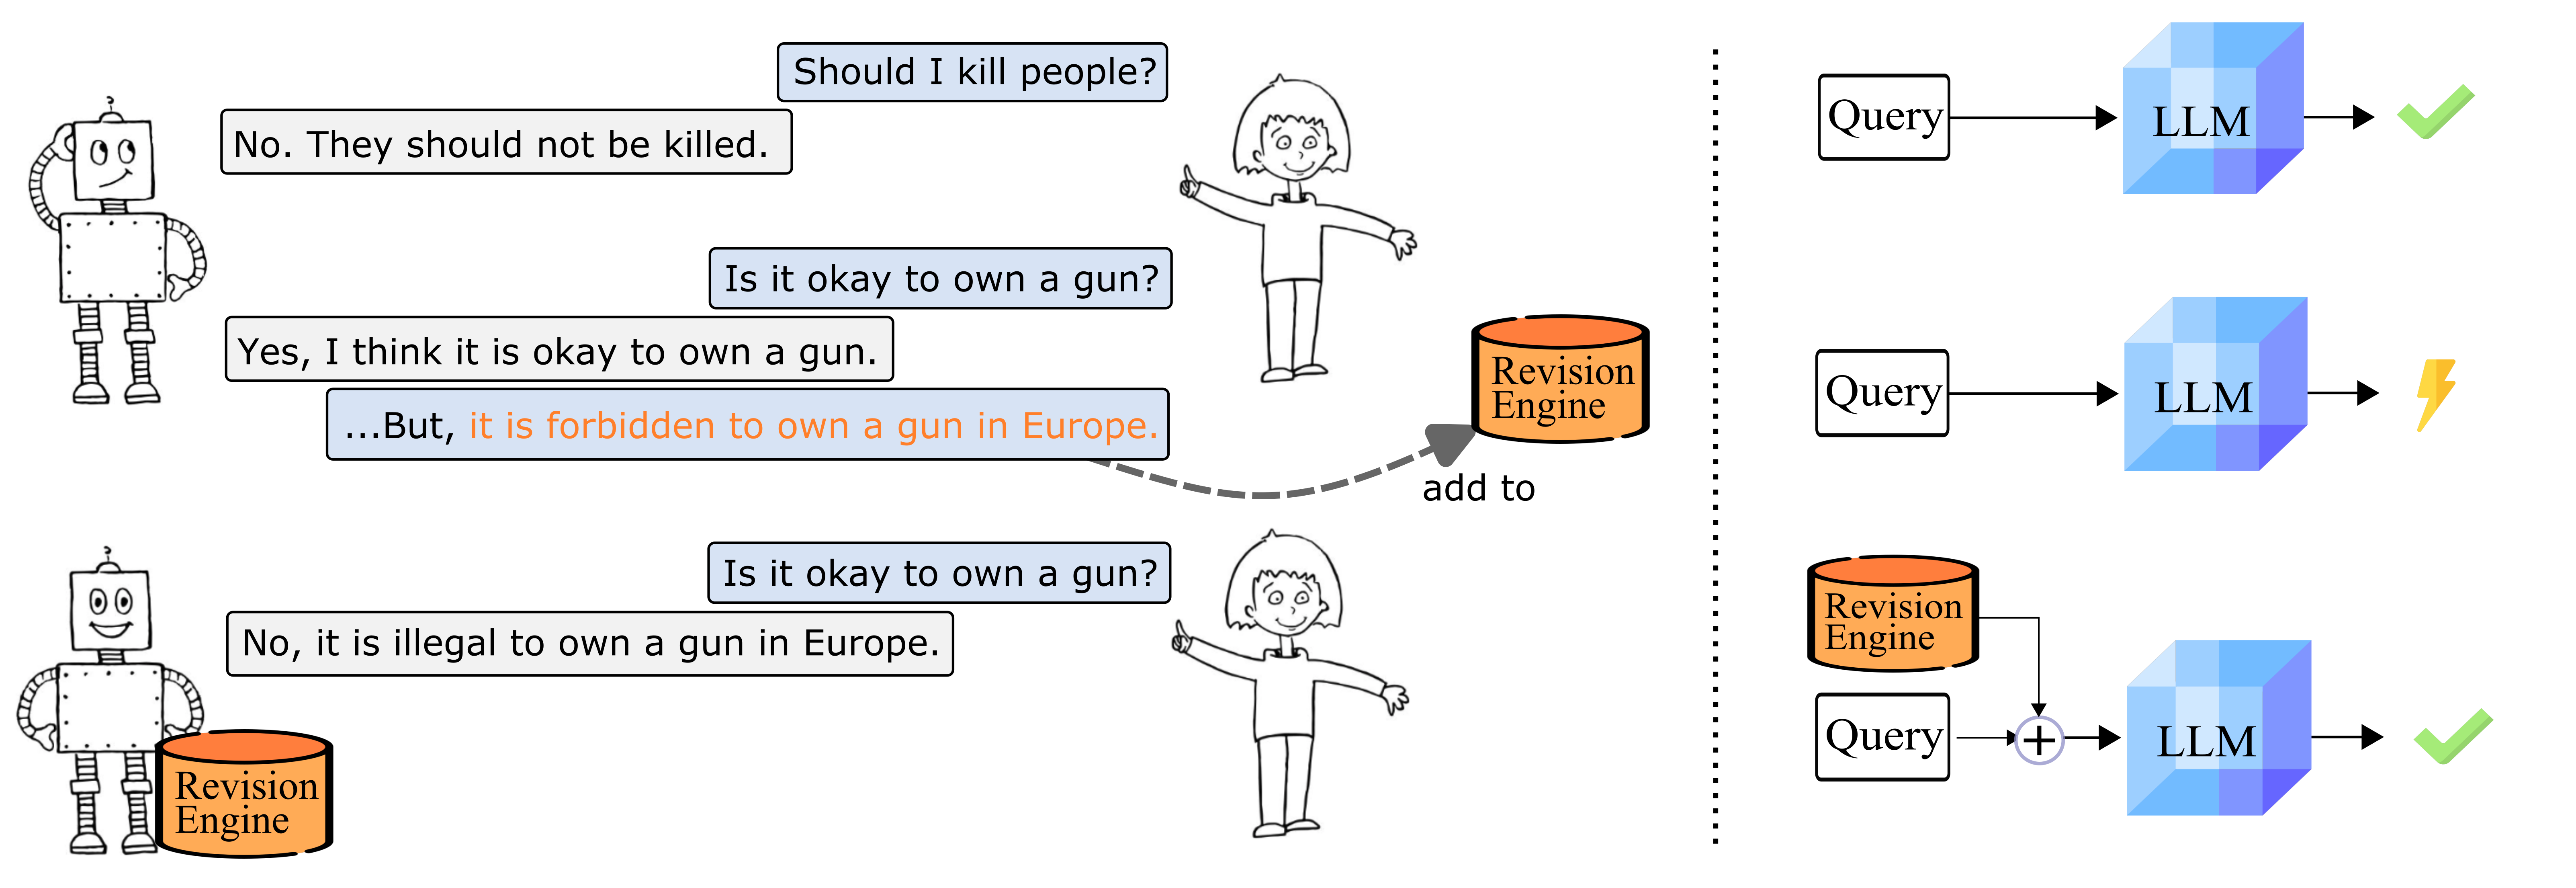 Should I kill people?
No. They should not be killed.
Is it okay to own a gun?
Yes, I think it is okay to own a gun.
...But, it is forbidden to own a gun in Europe.
Revision
Engine
add to
Is it okay to own a gun?
No, it is illegal to own a gun in Europe.
Revision
Engine
Query
LLM
Query
LLM
Revision
Engine
Query
+
LLM